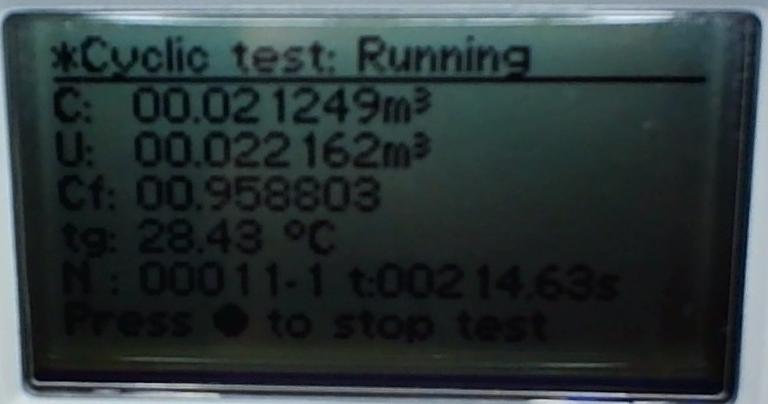 *Cyclic test: Running
C: 00.021249m³
U: 00.022162m³
Cf: 00.958803
tg: 28.43 °C
N : 00011-1 t:00214.63s
Press ● to stop test